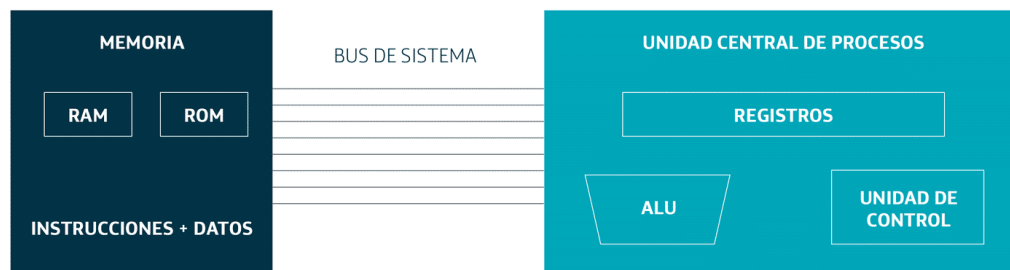 MEMORIA
RAM
ROM
INSTRUCCIONES + DATOS
BUS DE SISTEMA
UNIDAD CENTRAL DE PROCESOS
REGISTROS
ALU
UNIDAD DE
CONTROL